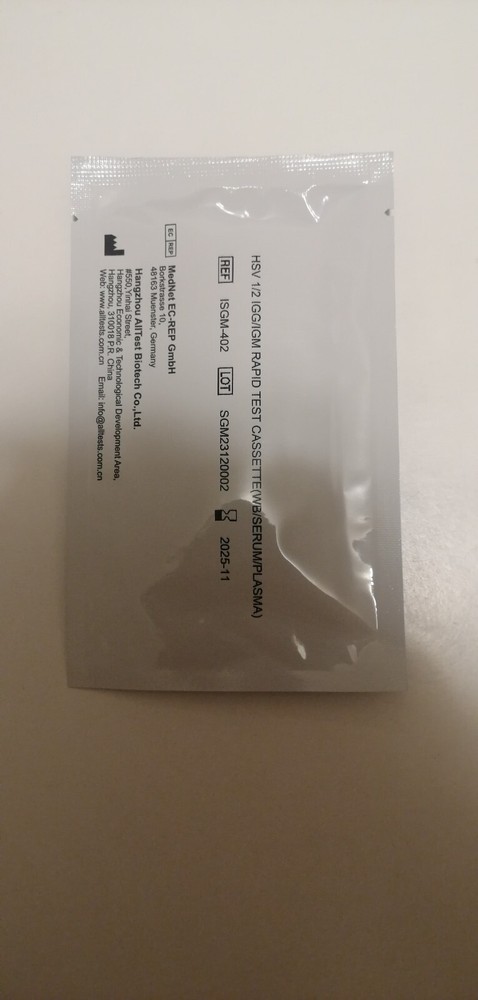 HSV 1/2 IGG/IGM RAPID TEST CASSETTE(WB/SERUM/PLASMA)
REF ISGM-402 LOT SGM23120002 2025-11
EC REP MedNet EC-REP GmbH
Borkstrasse 10,
48163 Muenster, Germany
Hangzhou AllTest Biotech Co.,Ltd.
#550,Yinhai Street,
Hangzhou Economic & Technological Development Area,
Hangzhou, 310018 P.R. China
Web: www.alltests.com.cn Email: info@alltests.com.cn